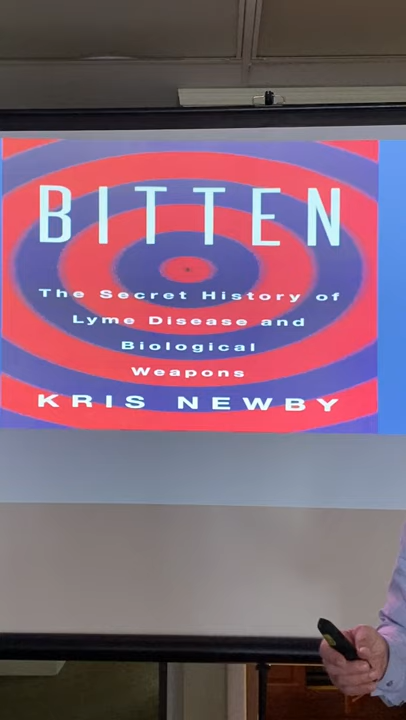 BITTEN
The Secret History of
Lyme Disease and
Biological
Weapons
KRIS NEWBY